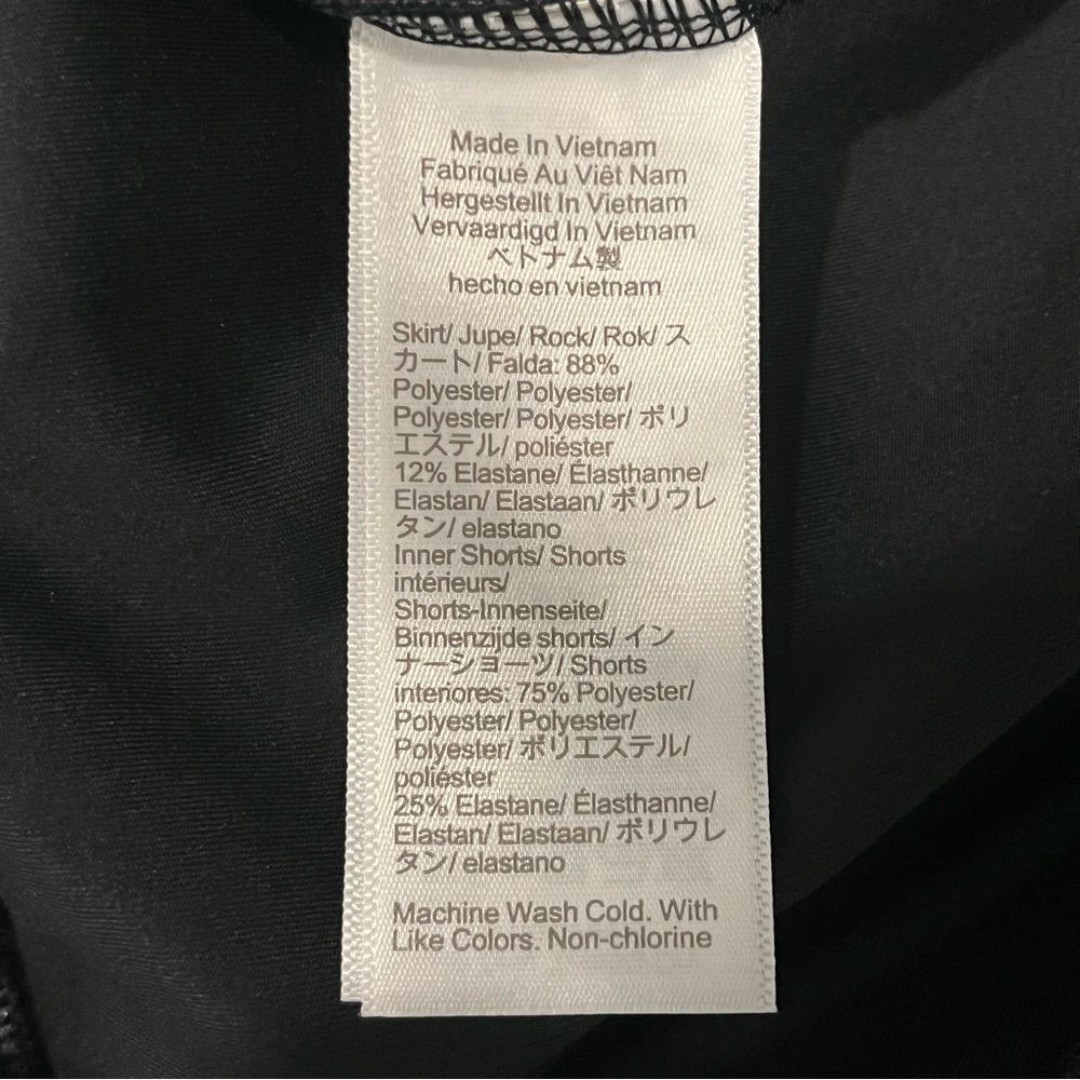 Made In Vietnam
Fabriqué Au Viêt Nam
Hergestellt In Vietnam
Vervaardigd In Vietnam
ベトナム製
hecho en vietnam
Skirt/ Jupe/ Rock/ Rok/ ス
カート/ Falda: 88%
Polyester/ Polyester/
Polyester/ Polyester/ ポリ
エステル/ poliéster
12% Elastane/ Élasthanne/
Elastan/ Elastaan/ ポリウレ
タン/ elastano
Inner Shorts/ Shorts
intérieurs/
Shorts-Innenseite/
Binnenzijde shorts/ イン
ナーショーツ/ Shorts
interiores: 75% Polyester/
Polyester/ Polyester/
Polyester/ ポリエステル/
poliéster
25% Elastane/ Élasthanne/
Elastan/ Elastaan/ ポリウレ
タン/ elastano
Machine Wash Cold. With
Like Colors. Non-chlorine